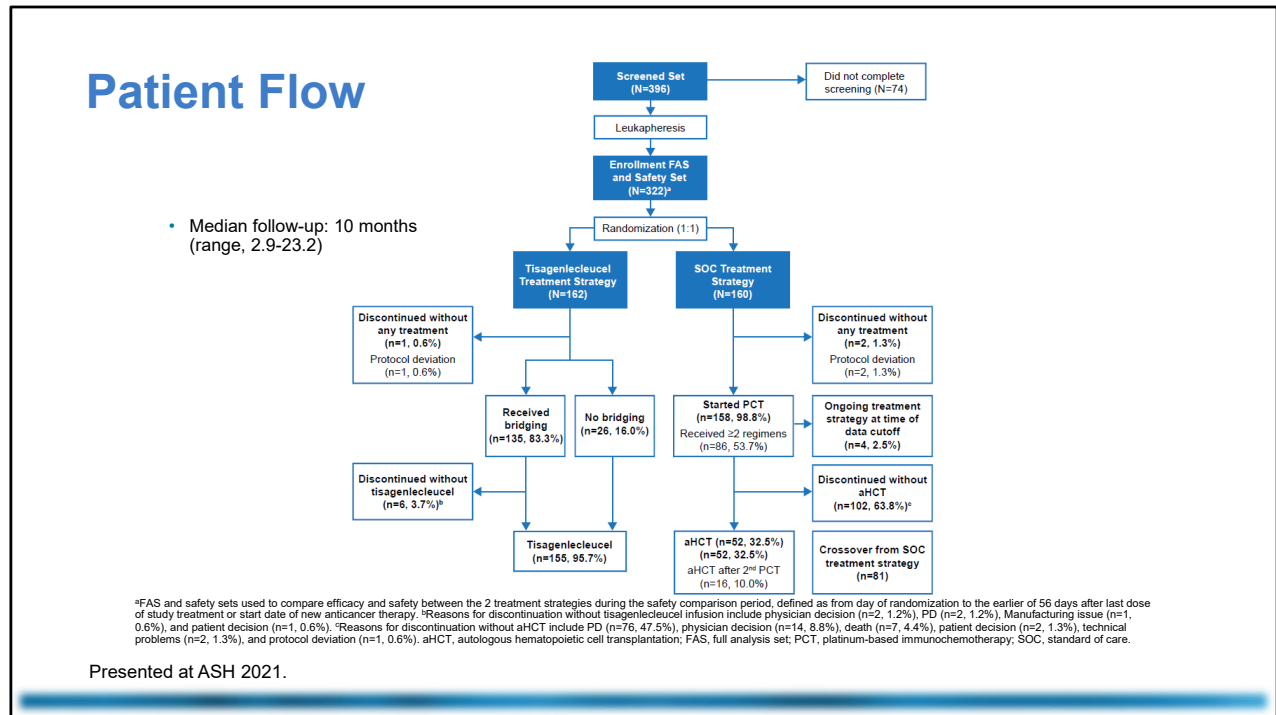 Patient Flow
• Median follow-up: 10 months
(range, 2.9-23.2)
Screened Set
(N=396)
Did not complete
screening (N=74)
Leukapheresis
Enrollment FAS
and Safety Set
(N=322)ᵃ
Randomization (1:1)
Tisagenlecleucel
Treatment Strategy
(N=162)
SOC Treatment
Strategy
(N=160)
Discontinued without
any treatment
(n=1, 0.6%)
Protocol deviation
(n=1, 0.6%)
Discontinued without
any treatment
(n=2, 1.3%)
Protocol deviation
(n=2, 1.3%)
Received
bridging
(n=135, 83.3%)
No bridging
(n=26, 16.0%)
Started PCT
(n=158, 98.8%)
Received ≥2 regimens
(n=86, 53.7%)
Ongoing treatment
strategy at time of
data cutoff
(n=4, 2.5%)
Discontinued without
tisagenlecleucel
(n=6, 3.7%)ᵇ
Discontinued without
aHCT
(n=102, 63.8%)ᶜ
Tisagenlecleucel
(n=155, 95.7%)
aHCT (n=52, 32.5%)
(n=52, 32.5%)
aHCT after 2nd PCT
(n=16, 10.0%)
Crossover from SOC
treatment strategy
(n=81)
ᵃFAS and safety sets used to compare efficacy and safety between the 2 treatment strategies during the safety comparison period, defined as from day of randomization to the earlier of 56 days after last dose
of study treatment or start date of new anticancer therapy. ᵇReasons for discontinuation without tisagenlecleucel infusion include physician decision (n=2, 1.2%), PD (n=2, 1.2%), Manufacturing issue (n=1,
0.6%), and patient decision (n=1, 0.6%). ᶜReasons for discontinuation without aHCT include PD (n=76, 47.5%), physician decision (n=14, 8.8%), death (n=7, 4.4%), patient decision (n=2, 1.3%), technical
problems (n=2, 1.3%), and protocol deviation (n=1, 0.6%). aHCT, autologous hematopoietic cell transplantation; FAS, full analysis set; PCT, platinum-based immunochemotherapy; SOC, standard of care.
Presented at ASH 2021.